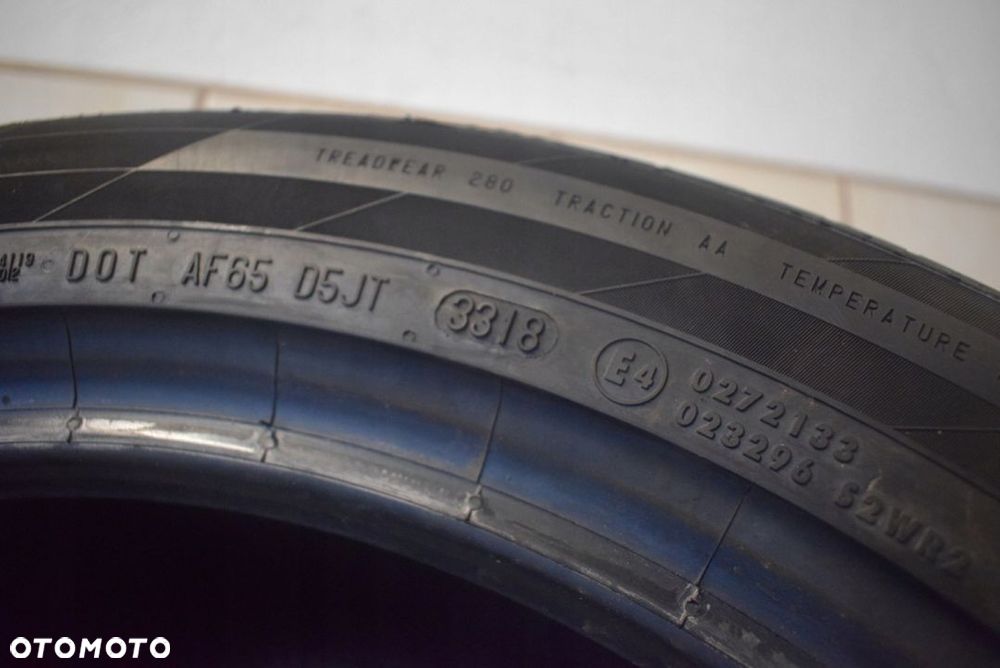 TREADWEAR 280 TRACTION AA TEMPERATURE
DOT AF65 D5JT 3318
E4
0272133
023296 S2WR2
OTOMOTO